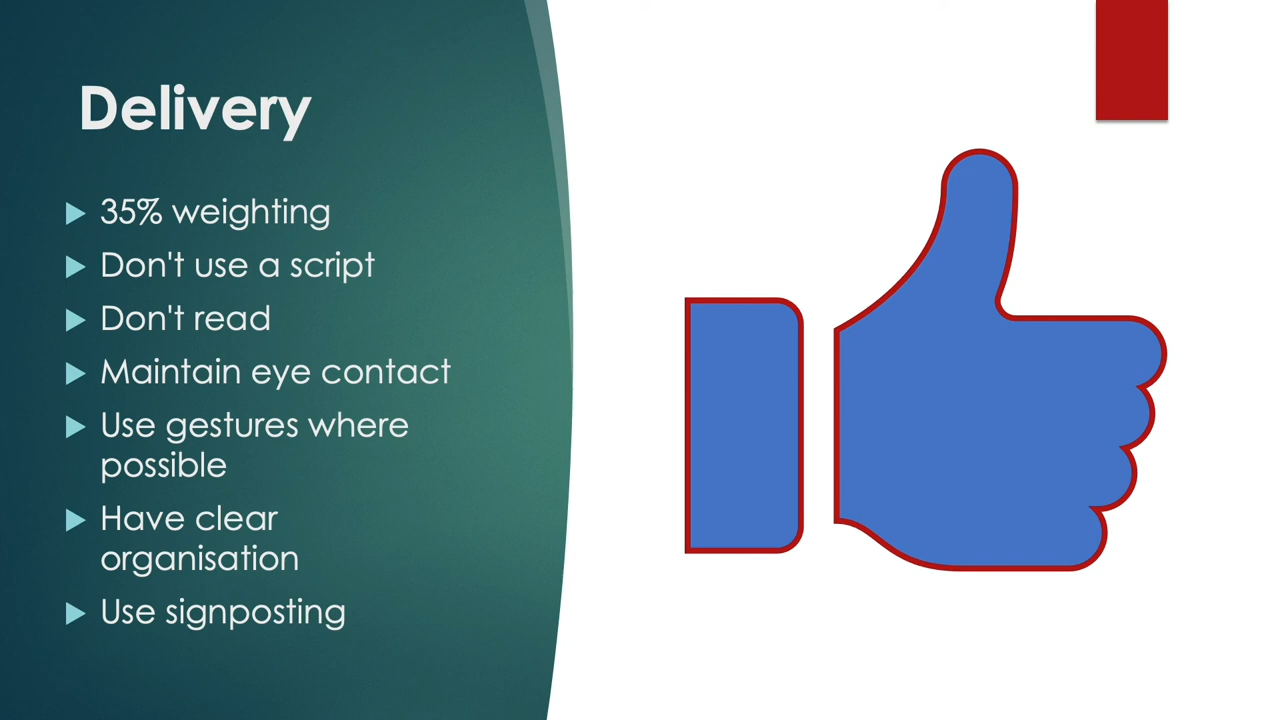 Delivery
35% weighting
Don't use a script
Don't read
Maintain eye contact
Use gestures where
possible
Have clear
organisation
Use signposting